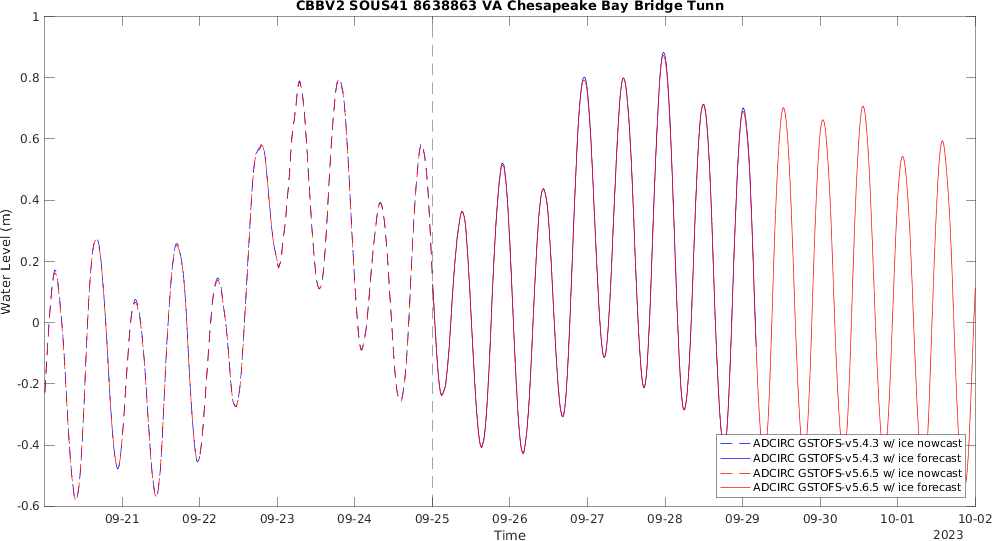 CBBV2 SOUS41 8638863 VA Chesapeake Bay Bridge Tunn
Water Level (m)
1
0.8
0.6
0.4
0.2
0
-0.2
-0.4
-0.6
ADCIRC GSTOFS-v5.4.3 w/ ice nowcast
ADCIRC GSTOFS-v5.4.3 w/ ice forecast
ADCIRC GSTOFS-v5.6.5 w/ ice nowcast
ADCIRC GSTOFS-v5.6.5 w/ ice forecast
09-21 09-22 09-23 09-24 09-25 09-26 09-27 09-28 09-29 09-30 10-01 10-02
Time
2023